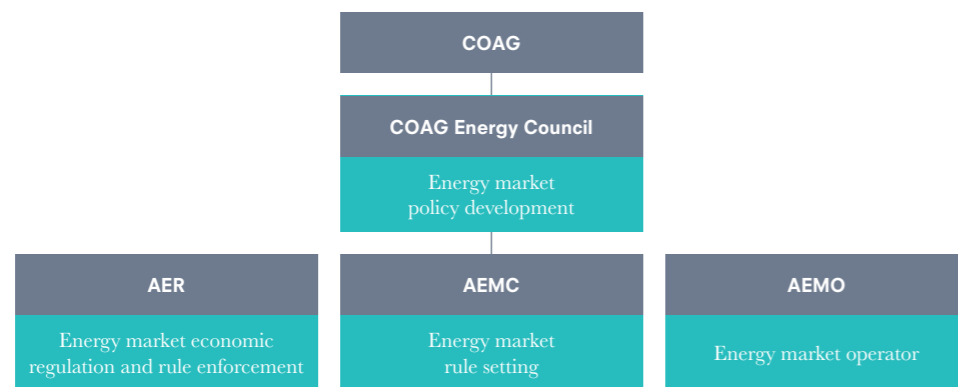 COAG
COAG Energy Council
Energy market
policy development
AER
Energy market economic
regulation and rule enforcement
AEMC
Energy market
rule setting
AEMO
Energy market operator